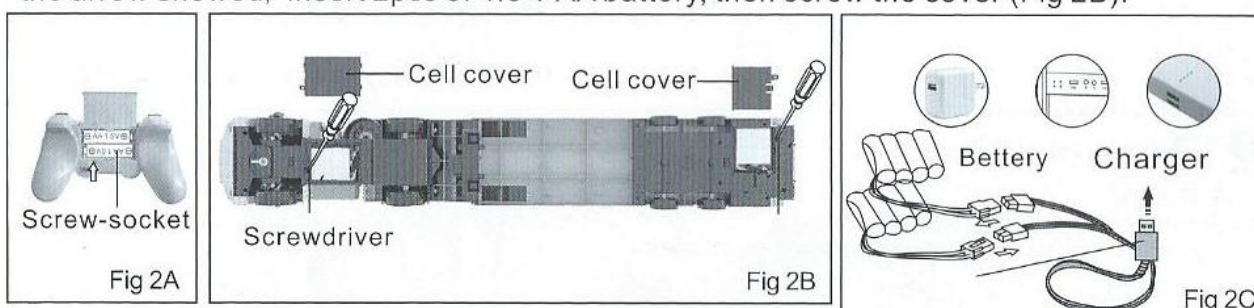 the arrow showed, insert 2pcs of 1.5 V AA battery, then screw the cover (Fig 2B).
Screw-socket
Fig 2A
Cell cover
Cell cover
Screwdriver
Fig 2B
Bettery
Charger
Fig 2C